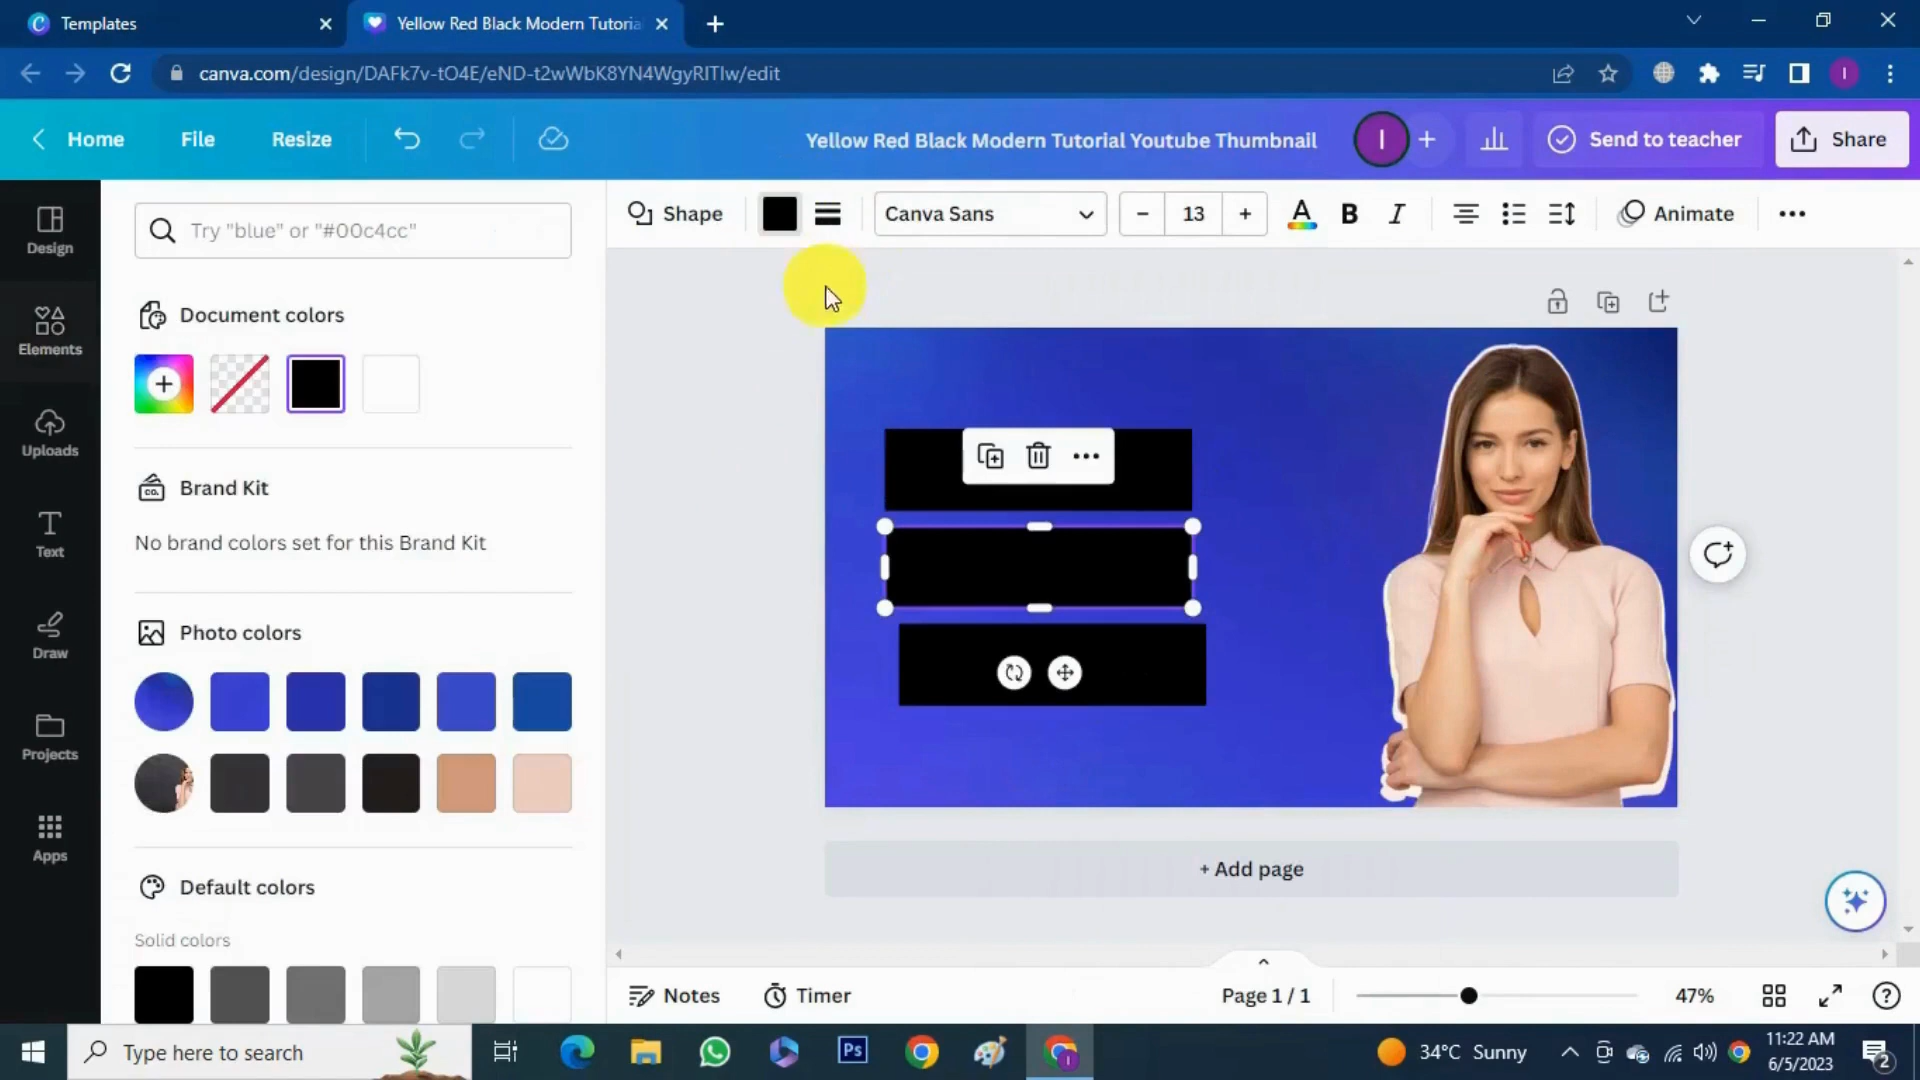 Templates
Yellow Red Black Modern Tutoria
canva.com/design/DAFk7v-tO4E/eND-t2wWbK8YN4WgyRlTlw/edit
Home
File
Resize
Yellow Red Black Modern Tutorial Youtube Thumbnail
I
Send to teacher
Share
Shape
Canva Sans
13
A
B
I
Animate
Try "blue" or "#00c4cc"
Design
Elements
Uploads
Text
Draw
Projects
Apps
Document colors
Brand Kit
No brand colors set for this Brand Kit
Photo colors
Default colors
Solid colors
+ Add page
Notes
Timer
Page 1 / 1
47%
Type here to search
Ps
34°C Sunny
11:22 AM
6/5/2023
2